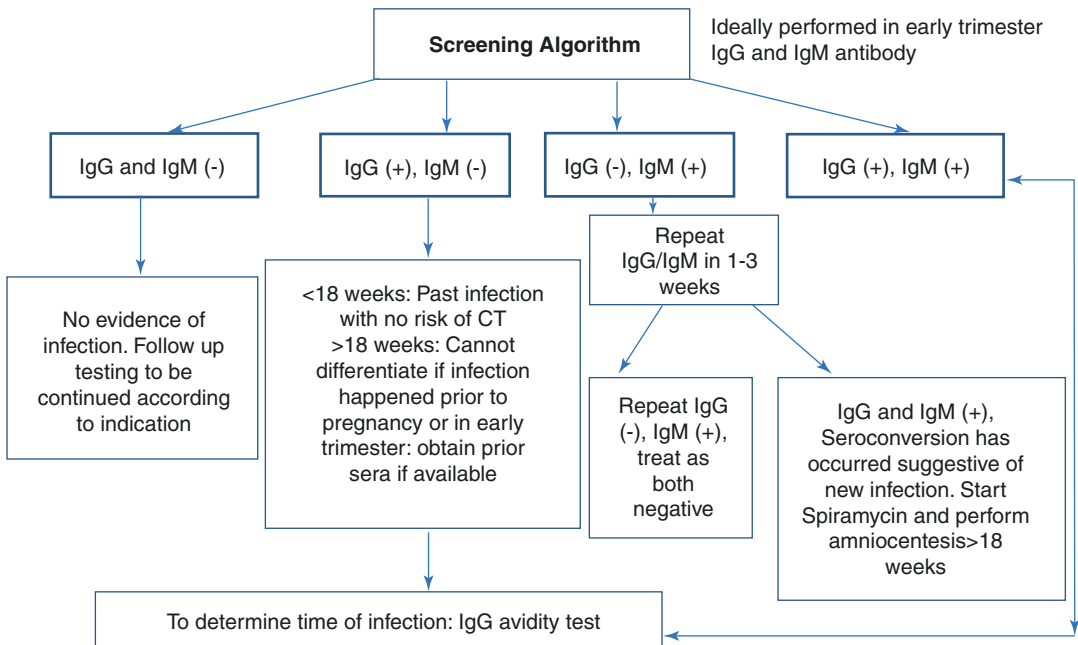 Screening Algorithm
Ideally performed in early trimester
IgG and IgM antibody
IgG and IgM (-)
IgG (+), IgM (-)
IgG (-), IgM (+)
IgG (+), IgM (+)
No evidence of
infection. Follow up
testing to be
continued according
to indication
<18 weeks: Past infection
with no risk of CT
>18 weeks: Cannot
differentiate if infection
happened prior to
pregnancy or in early
trimester: obtain prior
sera if available
Repeat
IgG/IgM in 1-3
weeks
Repeat IgG
(-), IgM (+),
treat as
both
negative
IgG and IgM (+),
Seroconversion has
occurred suggestive of
new infection. Start
Spiramycin and perform
amniocentesis>18
weeks
To determine time of infection: IgG avidity test